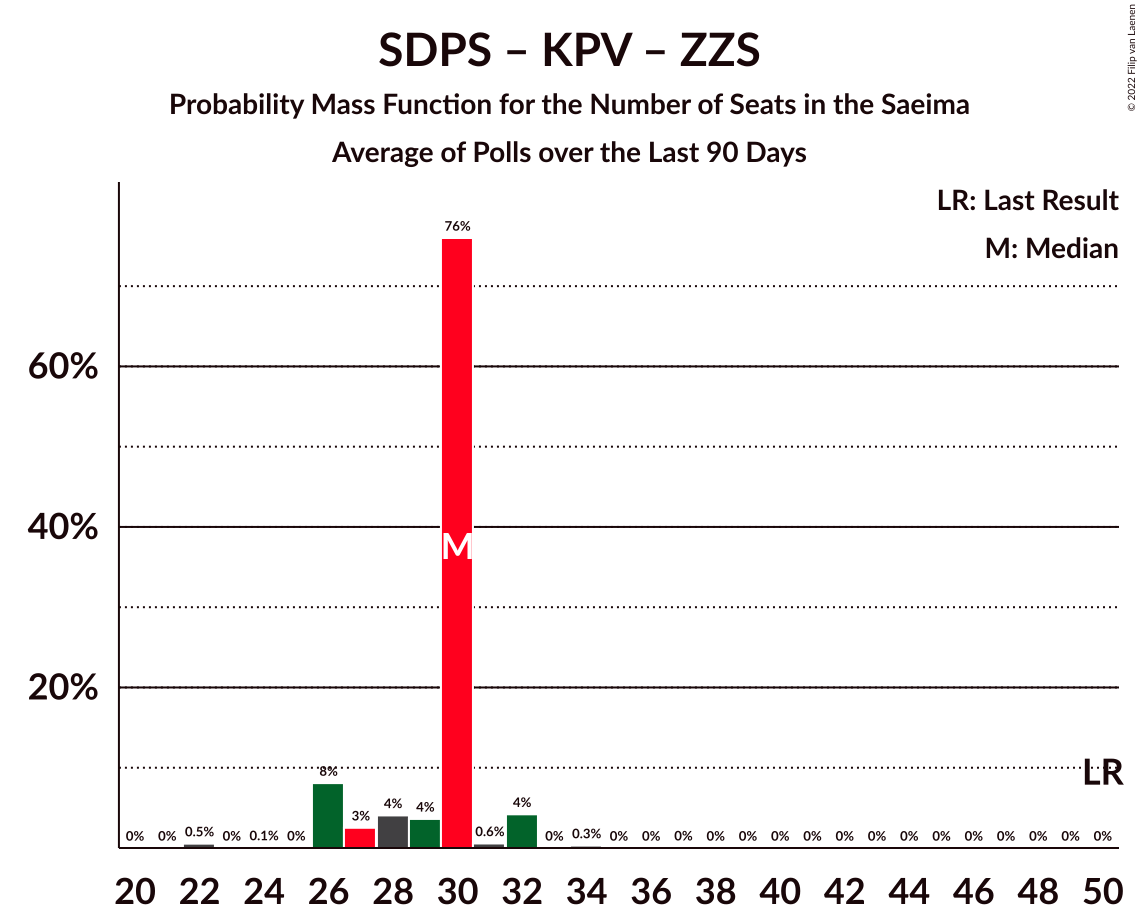 SDPS – KPV – ZZS
Probability Mass Function for the Number of Seats in the Saeima
Average of Polls over the Last 90 Days
© 2022 Filip van Laenen
LR: Last Result
M: Median
60%
40%
20%
0% 0% 0.5% 0% 0.1% 0% 8% 3% 4% 4% 76% 0.6% 4% 0% 0.3% 0% 0% 0% 0% 0% 0% 0% 0% 0% 0% 0% 0% 0% 0% 0% 0%
M
LR
20 22 24 26 28 30 32 34 36 38 40 42 44 46 48 50